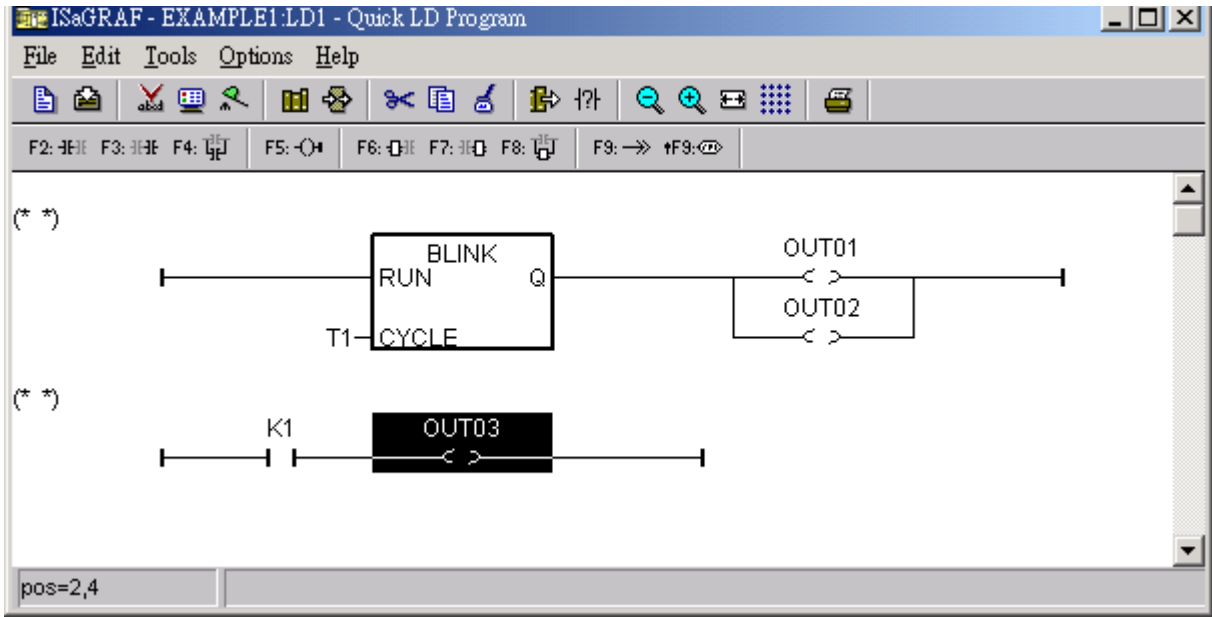 ISaGRAF - EXAMPLE1:LD1 - Quick LD Program
File Edit Tools Options Help
abcd
F2: F3: F4: F5: F6: F7: F8: F9: ↑F9:
(* *)
BLINK
OUT01
RUN Q
OUT02
T1 CYCLE
(* *)
K1 OUT03
pos=2,4